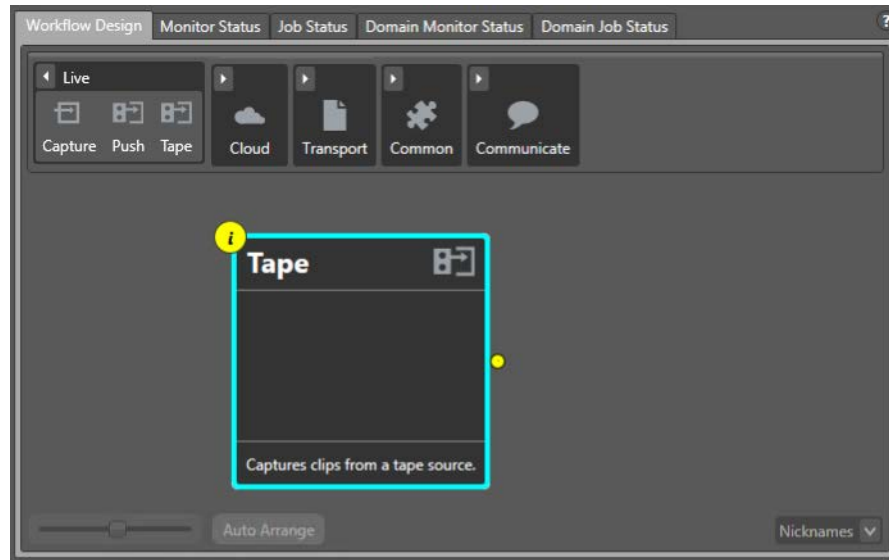 Workflow Design Monitor Status Job Status Domain Monitor Status Domain Job Status ?
Live
Capture Push Tape Cloud Transport Common Communicate
i
Tape
Captures clips from a tape source.
Auto Arrange Nicknames